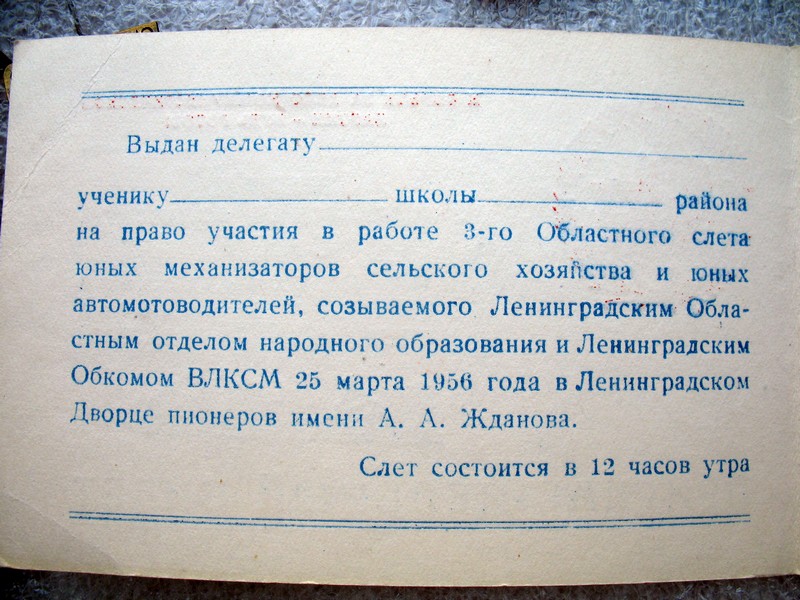 Выдан делегату
ученику школы района
на право участия в работе 3-го Областного слета
юных механизаторов сельского хозяйства и юных
автомотоводителей, созываемого Ленинградским Обла-
стным отделом народного образования и Ленинградским
Обкомом ВЛКСМ 25 марта 1956 года в Ленинградском
Дворце пионеров имени А. А. Жданова.
Слет состоится в 12 часов утра